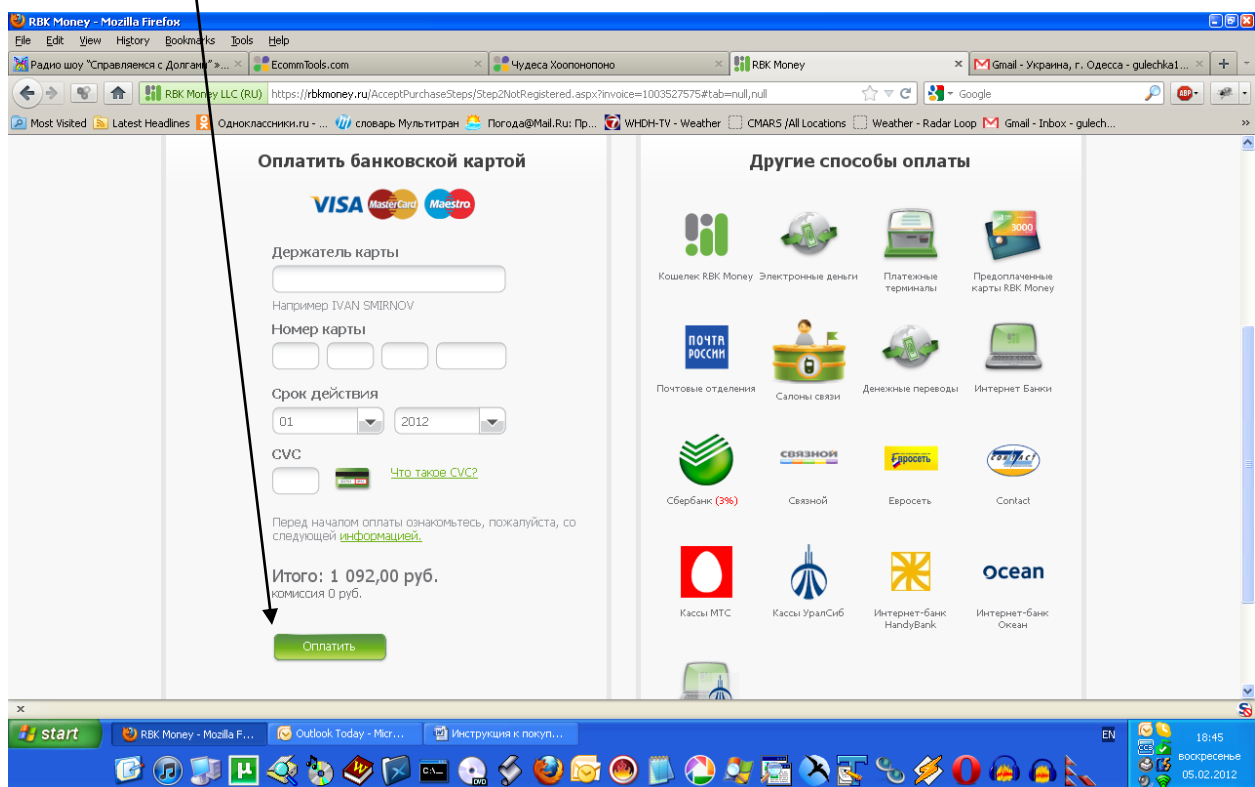 RBK Money - Mozilla Firefox
File Edit View History Bookmarks Tools Help
Радио шоу "Справляемся с Долгами" »...
EcommTools.com
Чудеса Хоопонопоно
RBK Money
Gmail - Украина, г. Одесса - gulechka1...
RBK Money LLC (RU) https://rbkmoney.ru/AcceptPurchaseSteps/Step2NotRegistered.aspx?invoice=1003527575#tab=null,null
Google
ABP
Most Visited Latest Headlines Одноклассники.ru - ... словарь Мультитран Погода@Mail.Ru: Пр... WHDH-TV - Weather CMARS /All Locations Weather - Radar Loop Gmail - Inbox - gulech...
Оплатить банковской картой
VISA MasterCard Maestro
Держатель карты
Например IVAN SMIRNOV
Номер карты
Срок действия
01 2012
CVC
Что такое CVC?
Перед началом оплаты ознакомьтесь, пожалуйста, со
следующей информацией.
Итого: 1 092,00 руб.
комиссия 0 руб.
Оплатить
Другие способы оплаты
3000
Кошелек RBK Money
Электронные деньги
Платежные
терминалы
Предоплаченные
карты RBK Money
ПОЧТА
РОССИИ
Почтовые отделения
Салоны связи
Денежные переводы
Интернет Банки
СВЯЗНОЙ
Евросеть
CONTACT
Сбербанк (3%)
Связной
Евросеть
Contact
ocean
Кассы МТС
Кассы УралСиб
Интернет-банк
HandyBank
Интернет-банк
Океан
start
RBK Money - Mozilla F...
Outlook Today - Micr...
Инструкция к покуп...
EN
18:45
воскресенье
05.02.2012